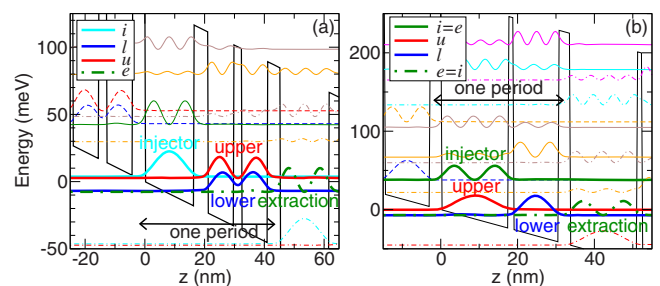 (a)
i
l
u
e
injector
upper
lower
extraction
one period
100
50
0
-50
Energy (meV)
-20
0
20
40
60
z (nm)
(b)
i=e
u
l
e=i
one period
injector
upper
lower
extraction
200
100
0
0
20
40
z (nm)